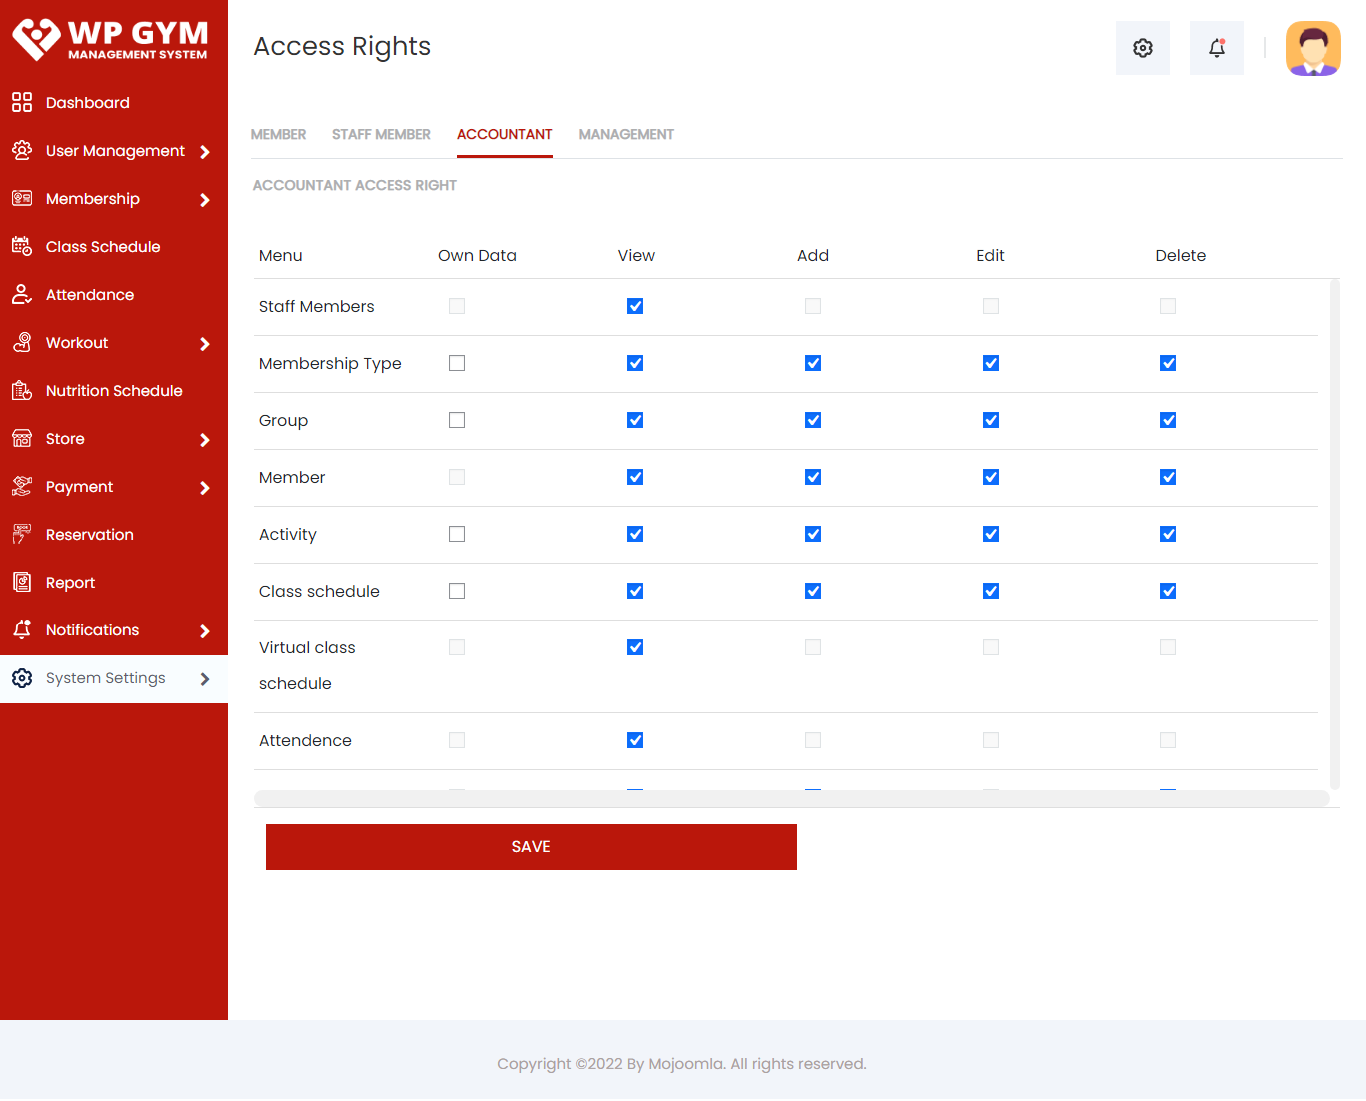 WP GYM
MANAGEMENT SYSTEM
Dashboard
User Management
Membership
Class Schedule
Attendance
Workout
Nutrition Schedule
Store
Payment
Reservation
Report
Notifications
System Settings
Access Rights
MEMBER STAFF MEMBER ACCOUNTANT MANAGEMENT
ACCOUNTANT ACCESS RIGHT
Menu Own Data View Add Edit Delete
Staff Members
Membership Type
Group
Member
Activity
Class schedule
Virtual class
schedule
Attendence
SAVE
Copyright ©2022 By Mojoomla. All rights reserved.